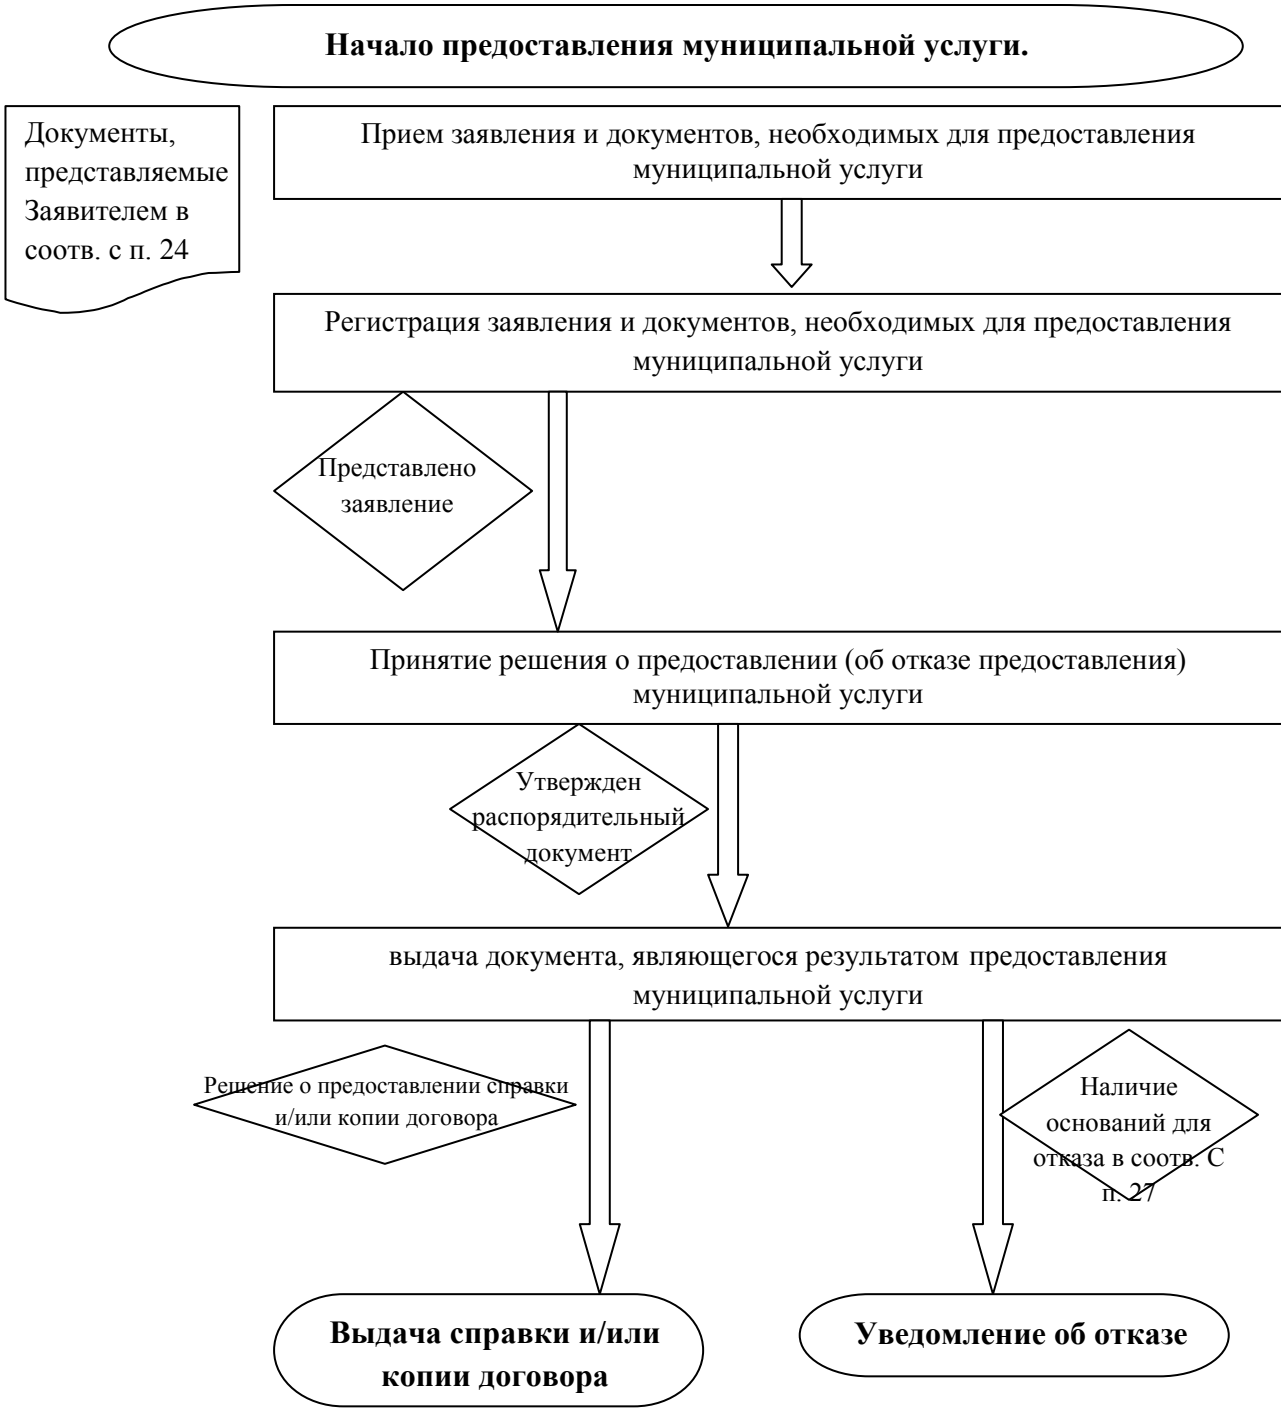 Начало предоставления муниципальной услуги.
Документы,
представляемые
Заявителем в
соотв. с п. 24
Прием заявления и документов, необходимых для предоставления
муниципальной услуги
Регистрация заявления и документов, необходимых для предоставления
муниципальной услуги
Представлено
заявление
Принятие решения о предоставлении (об отказе предоставления)
муниципальной услуги
Утвержден
распорядительный
документ
выдача документа, являющегося результатом предоставления
муниципальной услуги
Решение о предоставлении справки
и/или копии договора
Наличие
оснований для
отказа в соотв. С
п. 27
Выдача справки и/или
копии договора
Уведомление об отказе